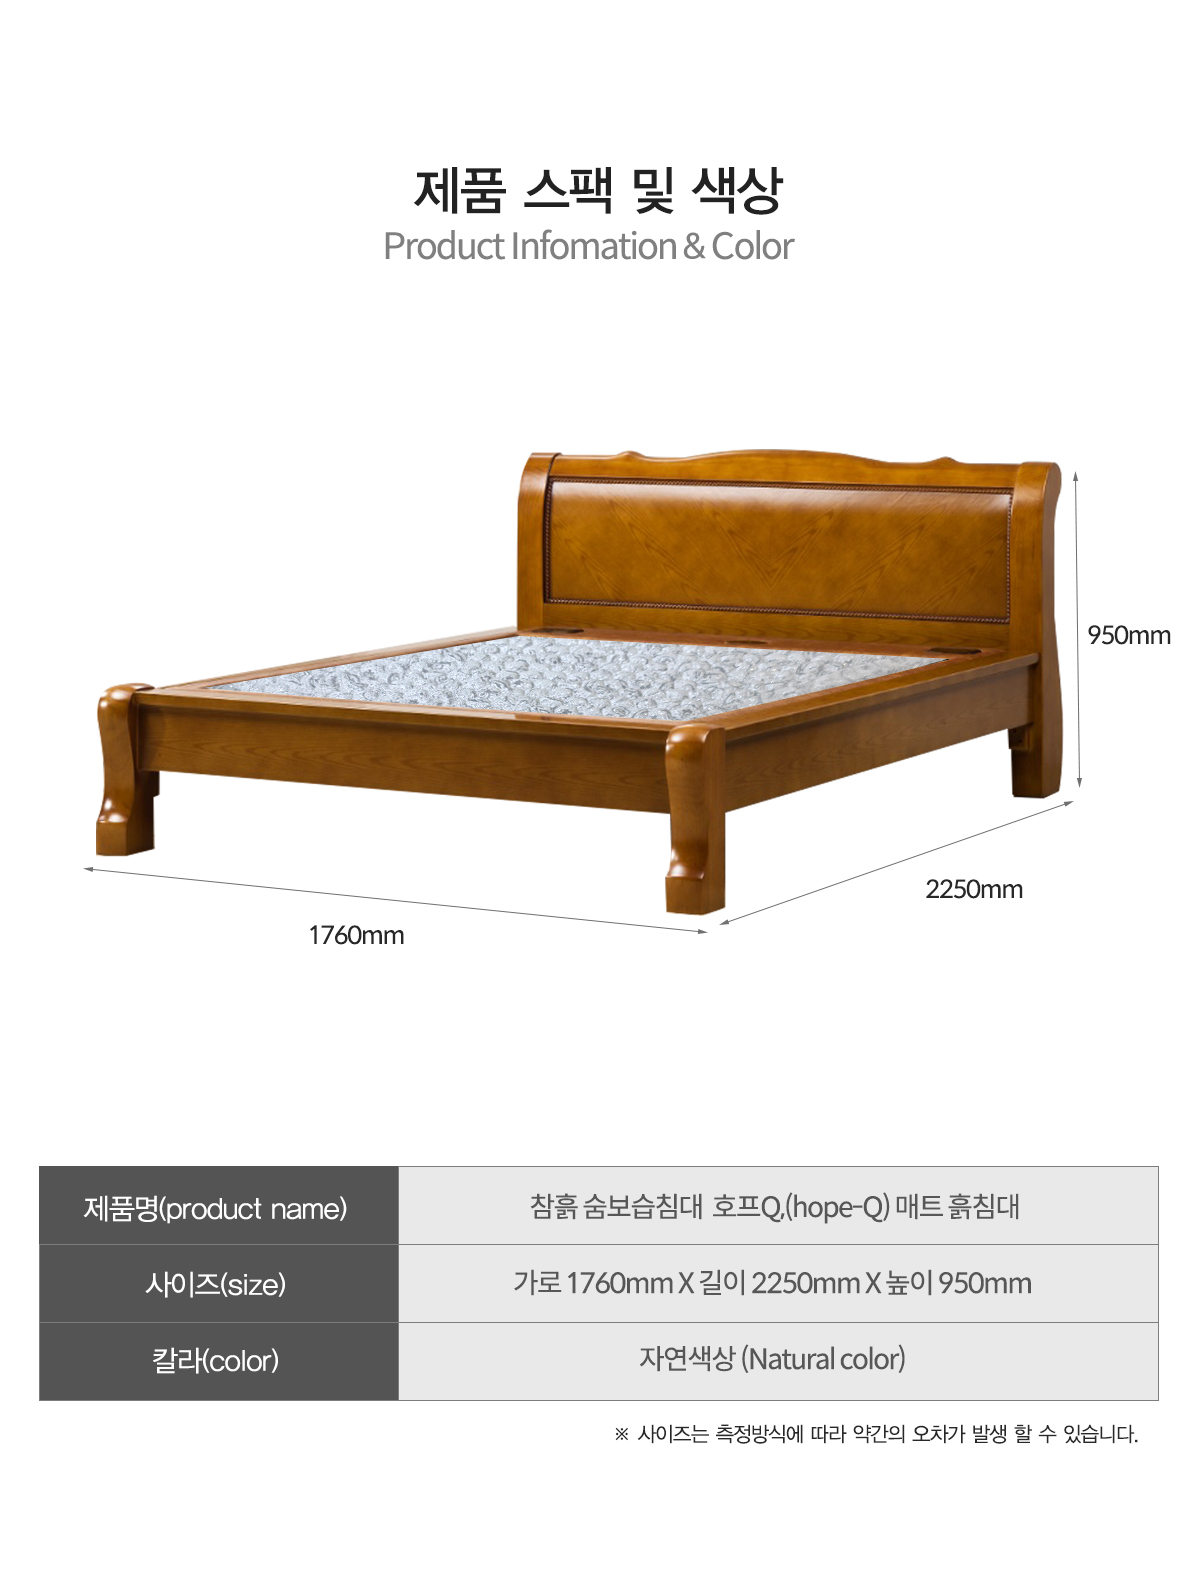 제품 스팩 및 색상
Product Infomation & Color
950mm
2250mm
1760mm
제품명(product name)
참흙 숨보습침대 호프Q,(hope-Q) 매트 흙침대
사이즈(size)
가로 1760mm X 길이 2250mm X 높이 950mm
칼라(color)
자연색상 (Natural color)
※ 사이즈는 측정방식에 따라 약간의 오차가 발생 할 수 있습니다.